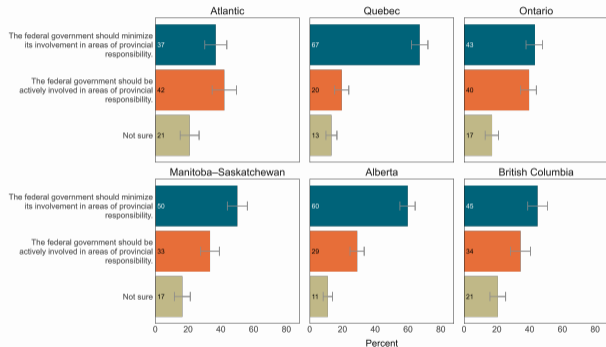 Atlantic
Quebec
Ontario
The federal government should minimize
its involvement in areas of provincial
responsibility.
37
67
43
The federal government should be
actively involved in areas of provincial
responsibility.
42
20
40
Not sure
21
13
17
Manitoba–Saskatchewan
Alberta
British Columbia
The federal government should minimize
its involvement in areas of provincial
responsibility.
50
60
45
The federal government should be
actively involved in areas of provincial
responsibility.
33
29
34
Not sure
17
11
21
0 20 40 60 80
0 20 40 60 80
0 20 40 60 80
Percent